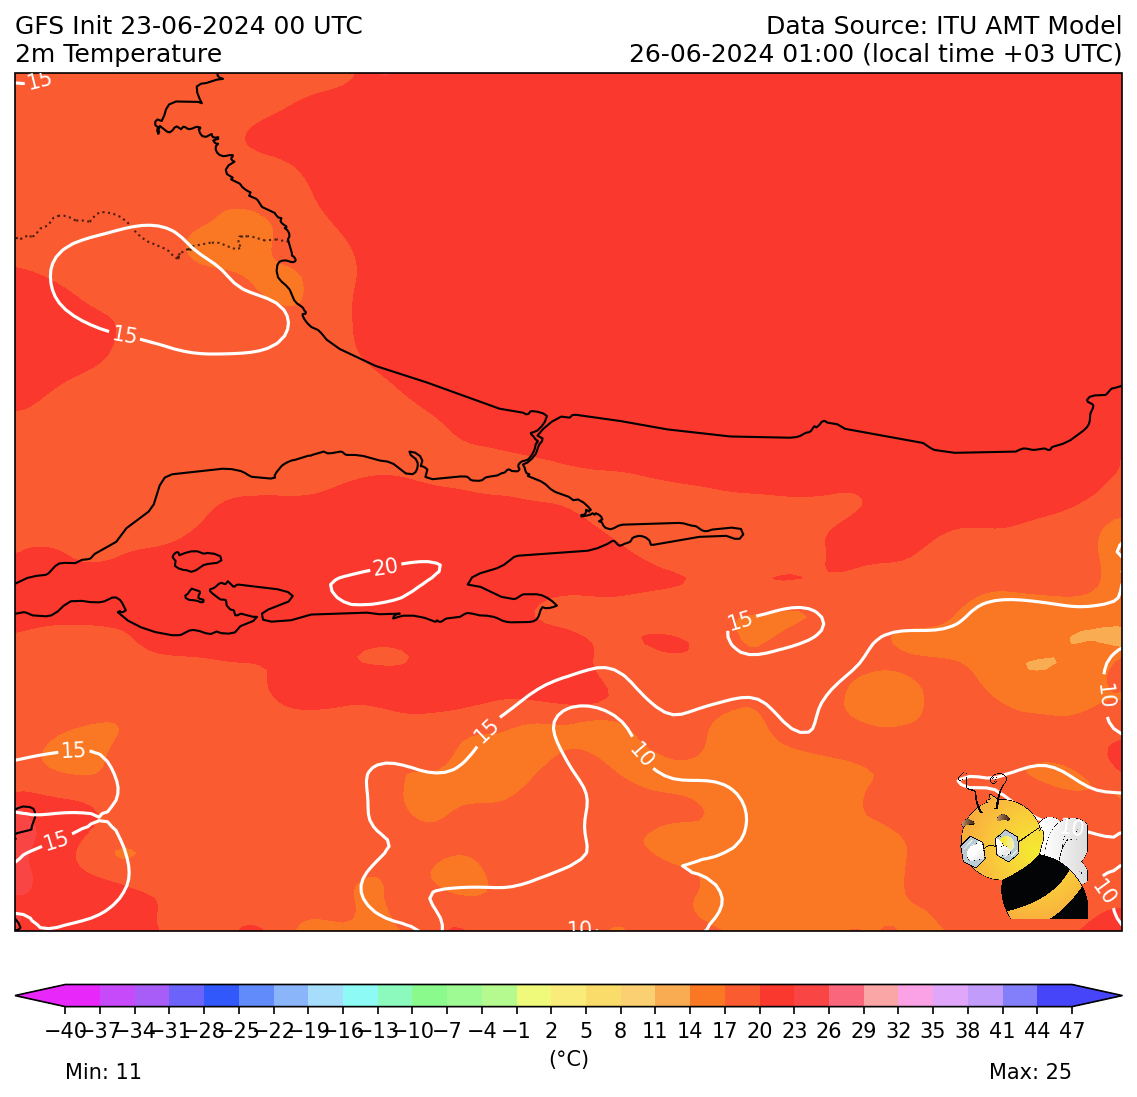 GFS Init 23-06-2024 00 UTC
Data Source: ITU AMT Model
2m Temperature
26-06-2024 01:00 (local time +03 UTC)
15
15
20
15
15
15
10
10
15
10
10
10
−40 −37 −34 −31 −28 −25 −22 −19 −16 −13 −10 −7 −4 −1 2 5 8 11 14 17 20 23 26 29 32 35 38 41 44 47
(°C)
Min: 11
Max: 25